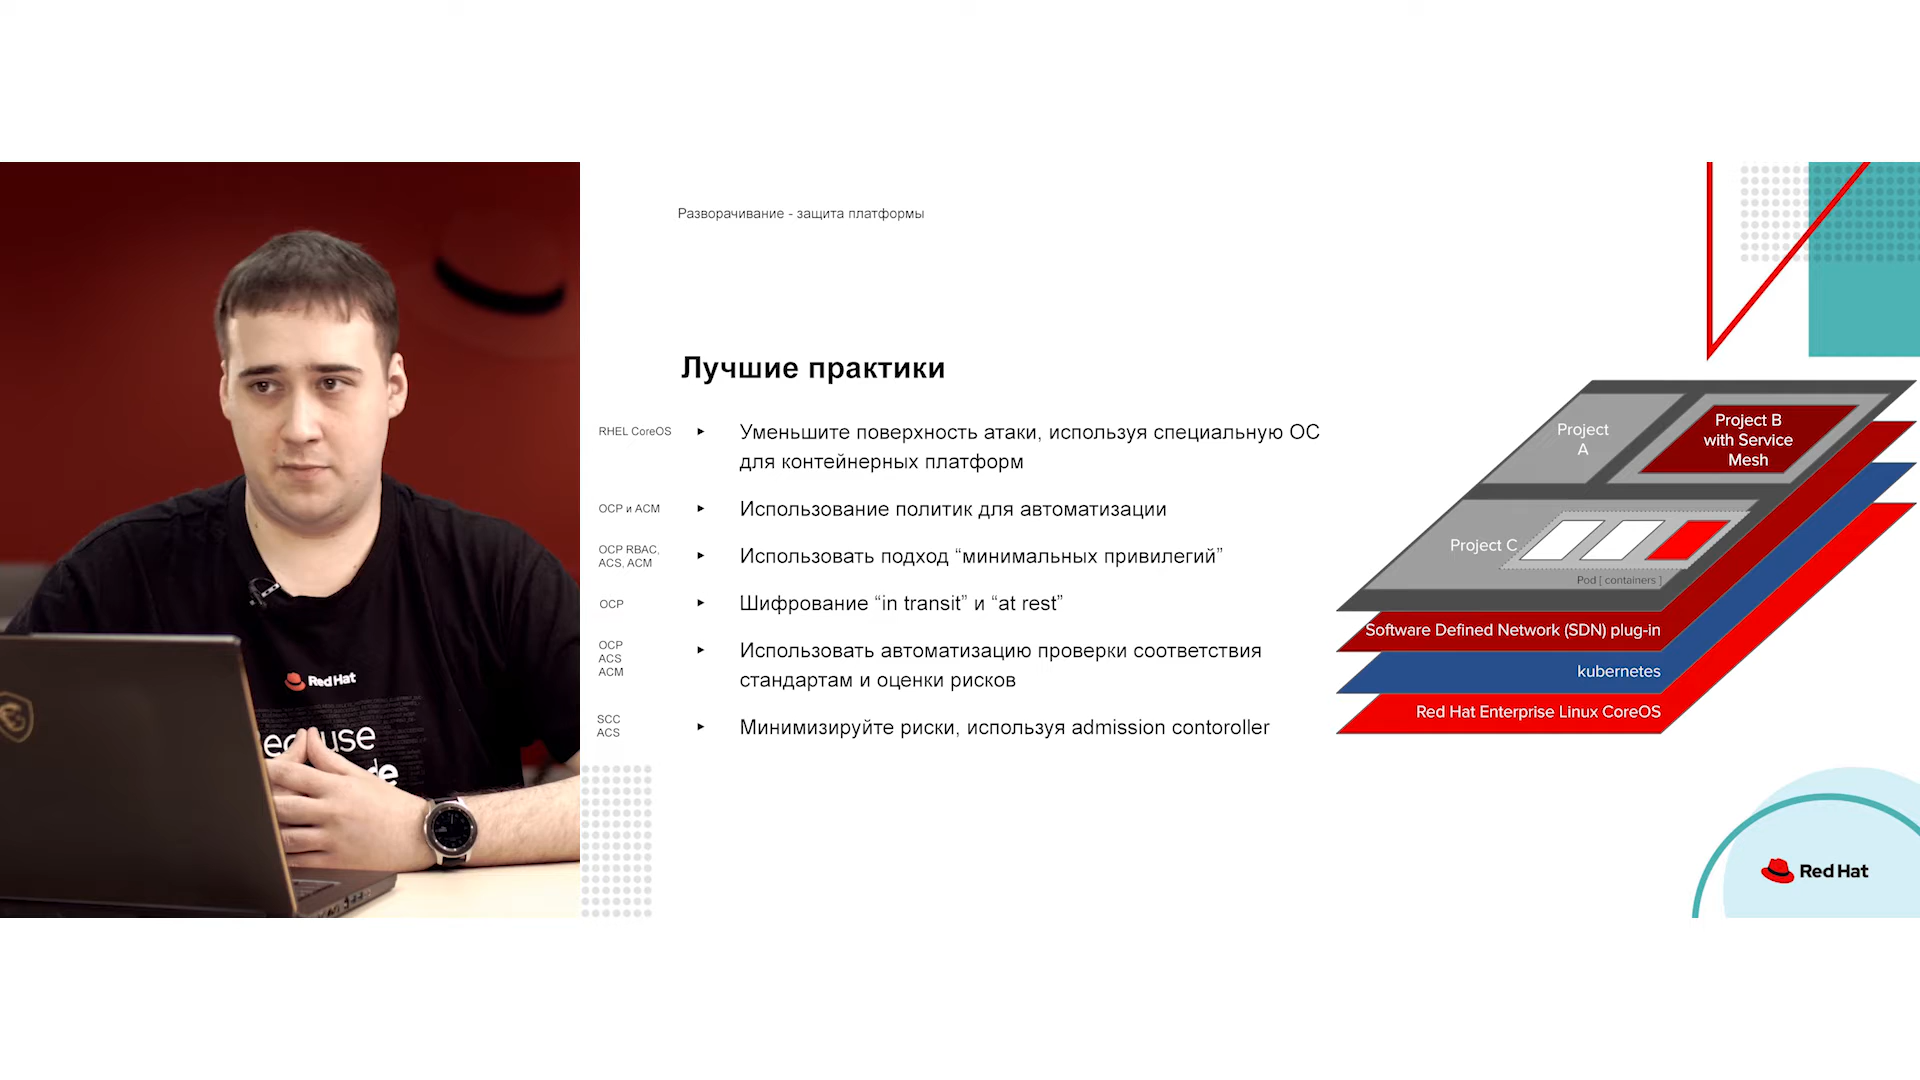 Разворачивание - защита платформы
Лучшие практики
RHEL CoreOS
Уменьшите поверхность атаки, используя специальную ОС
для контейнерных платформ
OCP и ACM
Использование политик для автоматизации
OCP RBAC,
ACS, ACM
Использовать подход “минимальных привилегий”
OCP
Шифрование “in transit” и “at rest”
OCP
ACS
ACM
Использовать автоматизацию проверки соответствия
стандартам и оценки рисков
SCC
ACS
Минимизируйте риски, используя admission contoroller
Project
A
Project B
with Service
Mesh
Project C
Pod [ containers ]
Software Defined Network (SDN) plug-in
kubernetes
Red Hat Enterprise Linux CoreOS
Red Hat
Red Hat